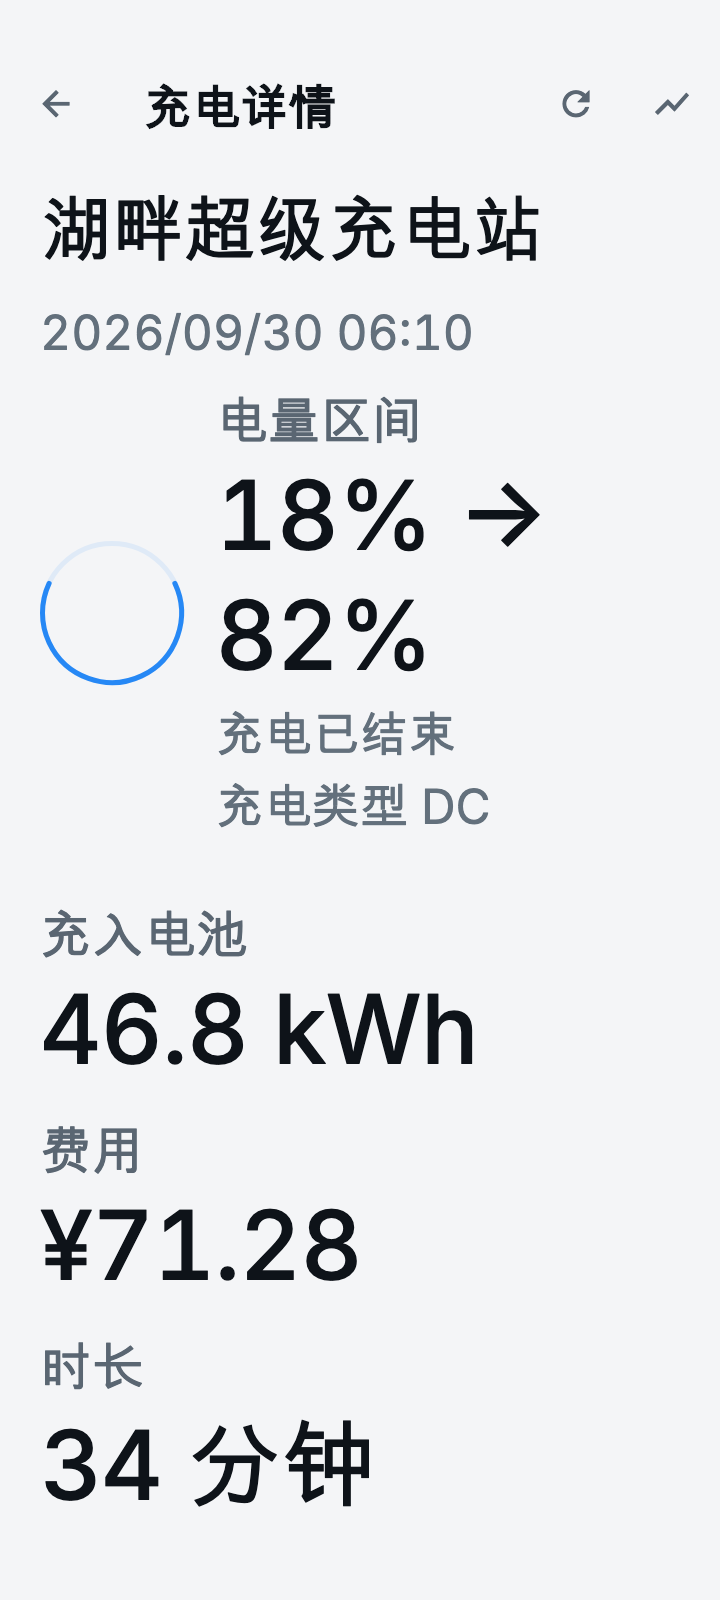 充电详情
湖畔超级充电站
2026/09/30 06:10
电量区间
18% →
82%
充电已结束
充电类型 DC
充入电池
46.8 kWh
费用
¥71.28
时长
34 分钟